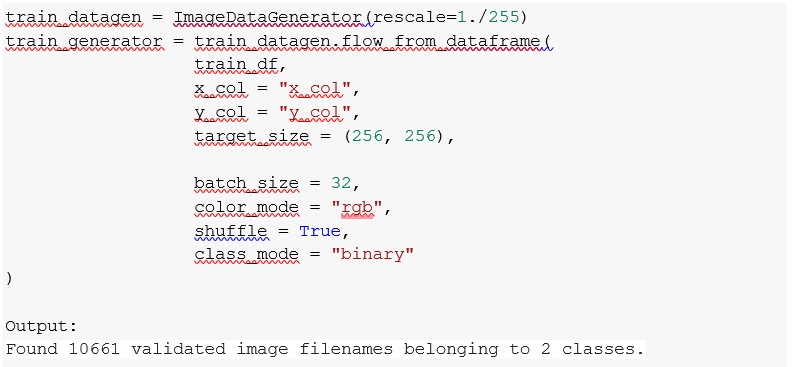 train_datagen = ImageDataGenerator(rescale=1./255)
train_generator = train_datagen.flow_from_dataframe(
train_df,
x_col = "x_col",
y_col = "y_col",
target_size = (256, 256),
batch_size = 32,
color_mode = "rgb",
shuffle = True,
class_mode = "binary"
)
Output:
Found 10661 validated image filenames belonging to 2 classes.